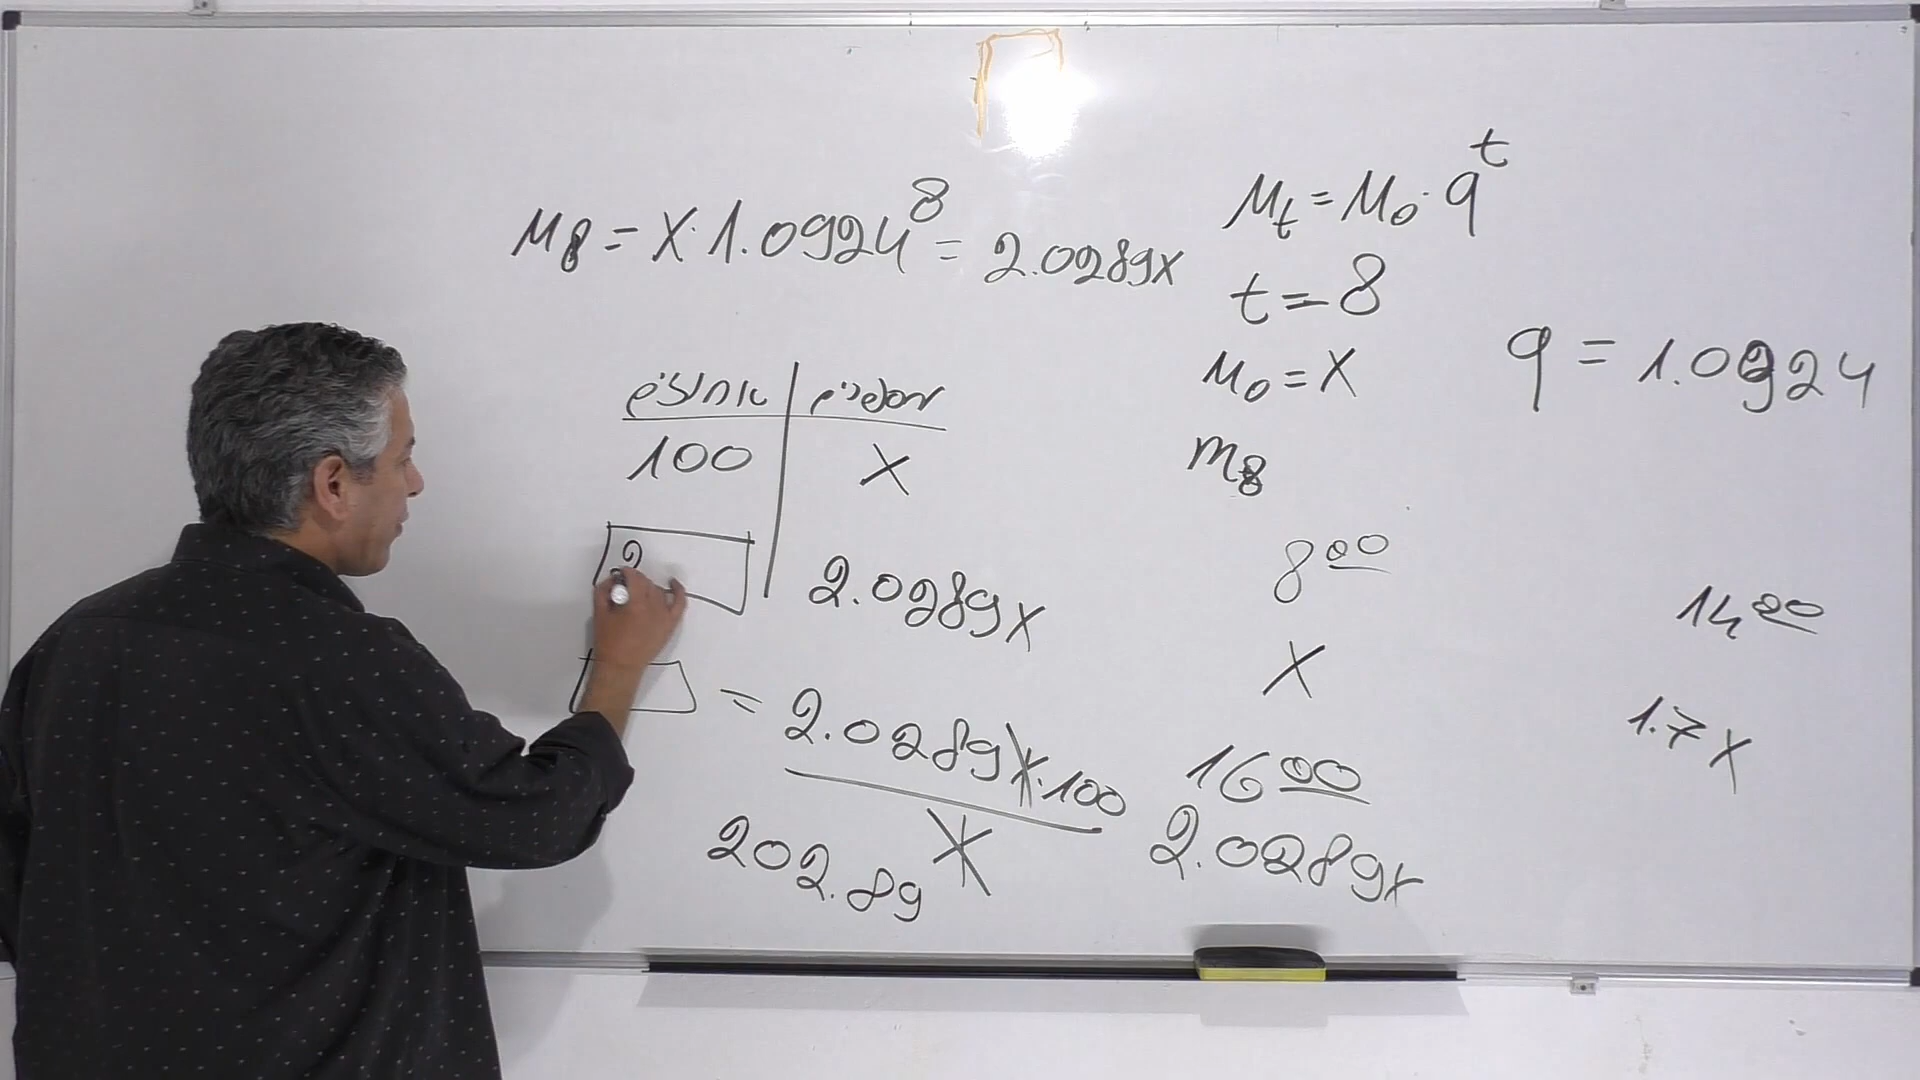 M8 = X · 1.0924^8 = 2.0289X
Mt = M0 · q^t
t = 8
M0 = X
m8
q = 1.0924
אחוזים | מספרים
100 | X
2 | 2.0289X
= 2.0289X · 100
X
202.89
8 00
X
16 00
2.0289X
14 00
1.7X